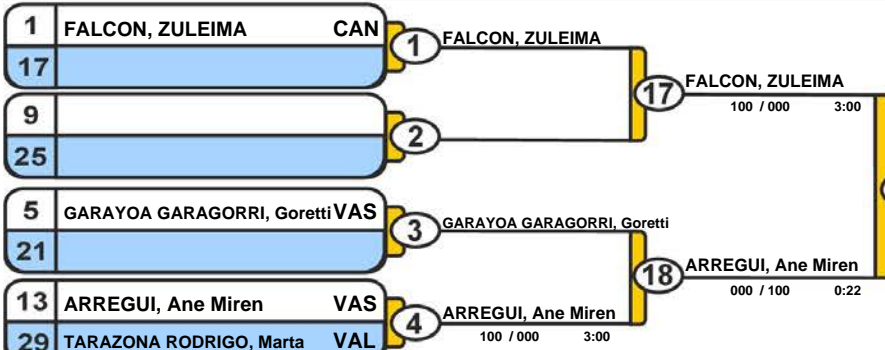 1 FALCON, ZULEIMA CAN
17
1 FALCON, ZULEIMA
9
25
2
17 FALCON, ZULEIMA
100 / 000 3:00
5 GARAYOA GARAGORRI, Goretti VAS
21
3 GARAYOA GARAGORRI, Goretti
13 ARREGUI, Ane Miren VAS
29 TARAZONA RODRIGO, Marta VAL
4 ARREGUI, Ane Miren
100 / 000 3:00
18 ARREGUI, Ane Miren
000 / 100 0:22